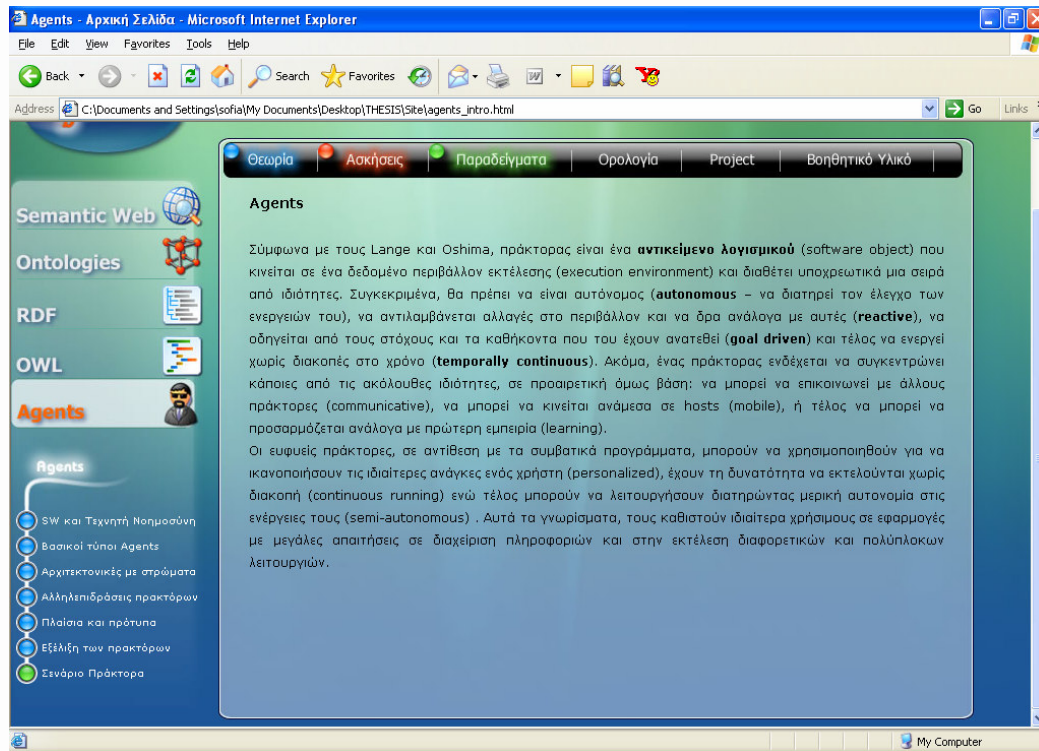 Agents - Αρχική Σελίδα - Microsoft Internet Explorer
File Edit View Favorites Tools Help
Back Search Favorites
Address C:\Documents and Settings\sofia\My Documents\Desktop\THESIS\Site\agents_intro.html Go Links
Θεωρία Ασκήσεις Παραδείγματα Ορολογία Project Βοηθητικό Υλικό
Semantic Web
Ontologies
RDF
OWL
Agents
Agents
SW και Τεχνητή Νοημοσύνη
Βασικοί τύποι Agents
Αρχιτεκτονικές με στρώματα
Αλληλεπιδράσεις πρακτόρων
Πλαίσια και πρότυπα
Εξέλιξη των πρακτόρων
Σενάριο Πράκτορα
Agents
Σύμφωνα με τους Lange και Oshima, πράκτορας είναι ένα αντικείμενο λογισμικού (software object) που
κινείται σε ένα δεδομένο περιβάλλον εκτέλεσης (execution environment) και διαθέτει υποχρεωτικά μια σειρά
από ιδιότητες. Συγκεκριμένα, θα πρέπει να είναι αυτόνομος (autonomous – να διατηρεί τον έλεγχο των
ενεργειών του), να αντιλαμβάνεται αλλαγές στο περιβάλλον και να δρα ανάλογα με αυτές (reactive), να
οδηγείται από τους στόχους και τα καθήκοντα που του έχουν ανατεθεί (goal driven) και τέλος να ενεργεί
χωρίς διακοπές στο χρόνο (temporally continuous). Ακόμα, ένας πράκτορας ενδέχεται να συγκεντρώνει
κάποιες από τις ακόλουθες ιδιότητες, σε προαιρετική όμως βάση: να μπορεί να επικοινωνεί με άλλους
πράκτορες (communicative), να μπορεί να κινείται ανάμεσα σε hosts (mobile), ή τέλος να μπορεί να
προσαρμόζεται ανάλογα με πρώτερη εμπειρία (learning).
Οι ευφυείς πράκτορες, σε αντίθεση με τα συμβατικά προγράμματα, μπορούν να χρησιμοποιηθούν για να
ικανοποιήσουν τις ιδιαίτερες ανάγκες ενός χρήστη (personalized), έχουν τη δυνατότητα να εκτελούνται χωρίς
διακοπή (continuous running) ενώ τέλος μπορούν να λειτουργήσουν διατηρώντας μερική αυτονομία στις
ενέργειες τους (semi-autonomous) . Αυτά τα γνωρίσματα, τους καθιστούν ιδιαίτερα χρήσιμους σε εφαρμογές
με μεγάλες απαιτήσεις σε διαχείριση πληροφοριών και στην εκτέλεση διαφορετικών και πολύπλοκων
λειτουργιών.
My Computer